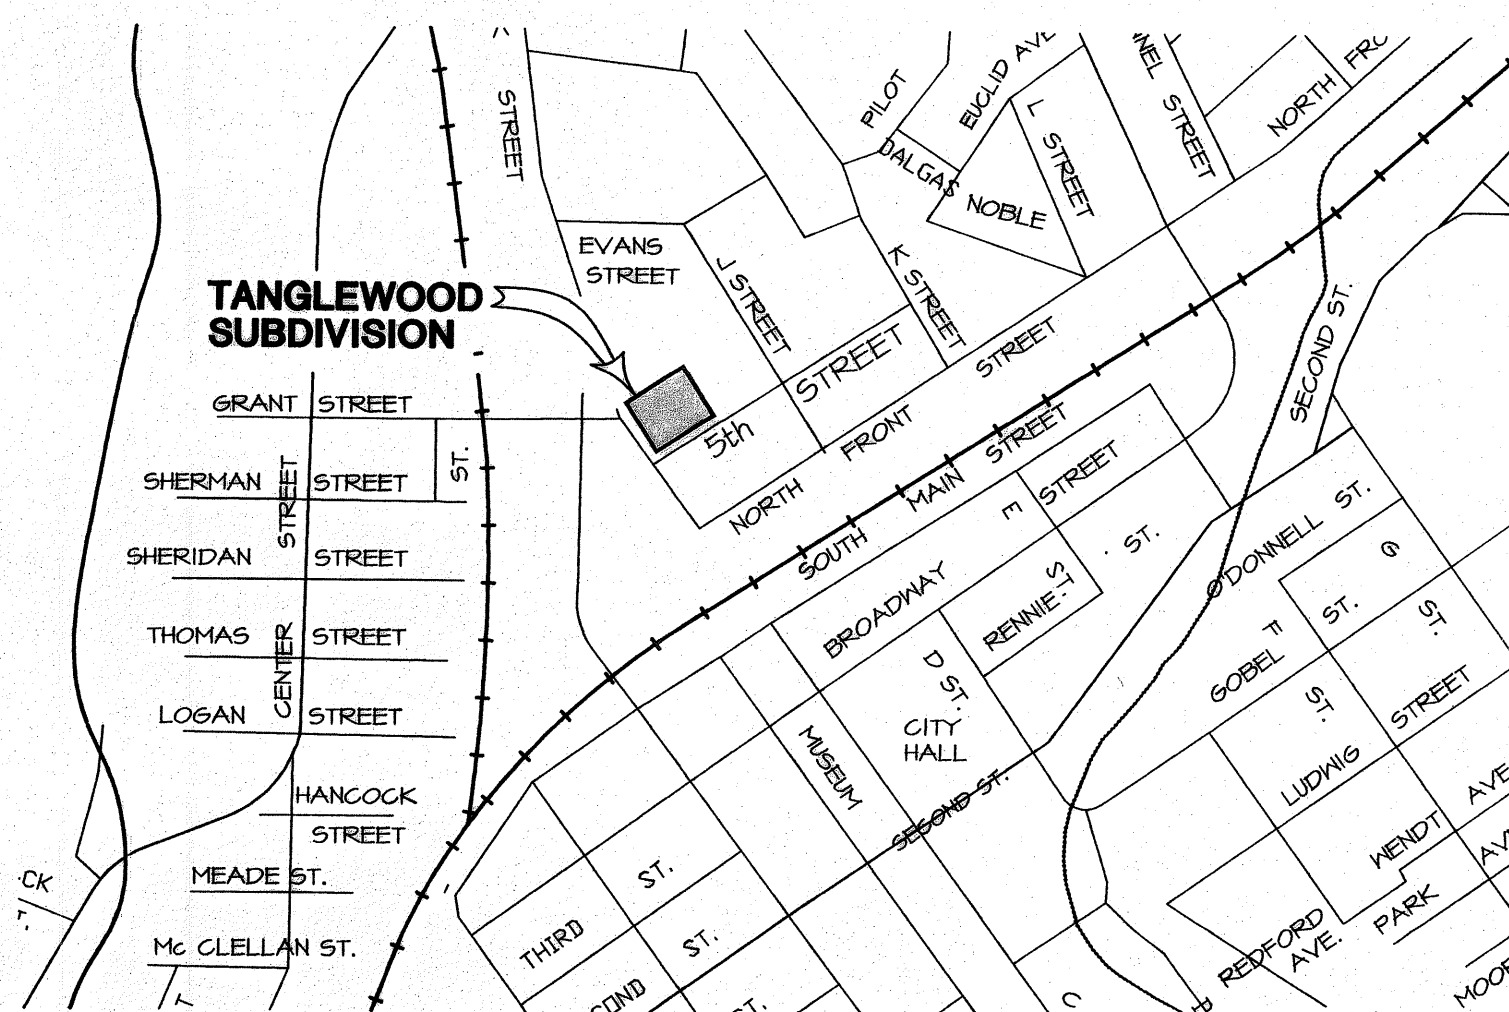 STREET
PILOT
EUCLID AVE
DALGAS
NOBLE
L STREET
STREET
NORTH
EVANS
STREET
J STREET
K STREET
TANGLEWOOD
SUBDIVISION
5th STREET
NORTH FRONT STREET
SOUTH MAIN STREET
SECOND ST.
GRANT STREET
ST.
SHERMAN STREET
SHERIDAN STREET
THOMAS STREET
LOGAN STREET
CENTER STREET
HANCOCK
STREET
MEADE ST.
Mc CLELLAN ST.
BROADWAY
E STREET
ST.
RENNIE ST.
D ST.
CITY
HALL
MUSEUM
SECOND ST.
O'DONNELL ST.
G ST.
GOBEL ST.
F ST.
LUDWIG STREET
WENDT AVE
PARK AV
REDFORD
AVE.
THIRD ST.
ST.
ST.
C